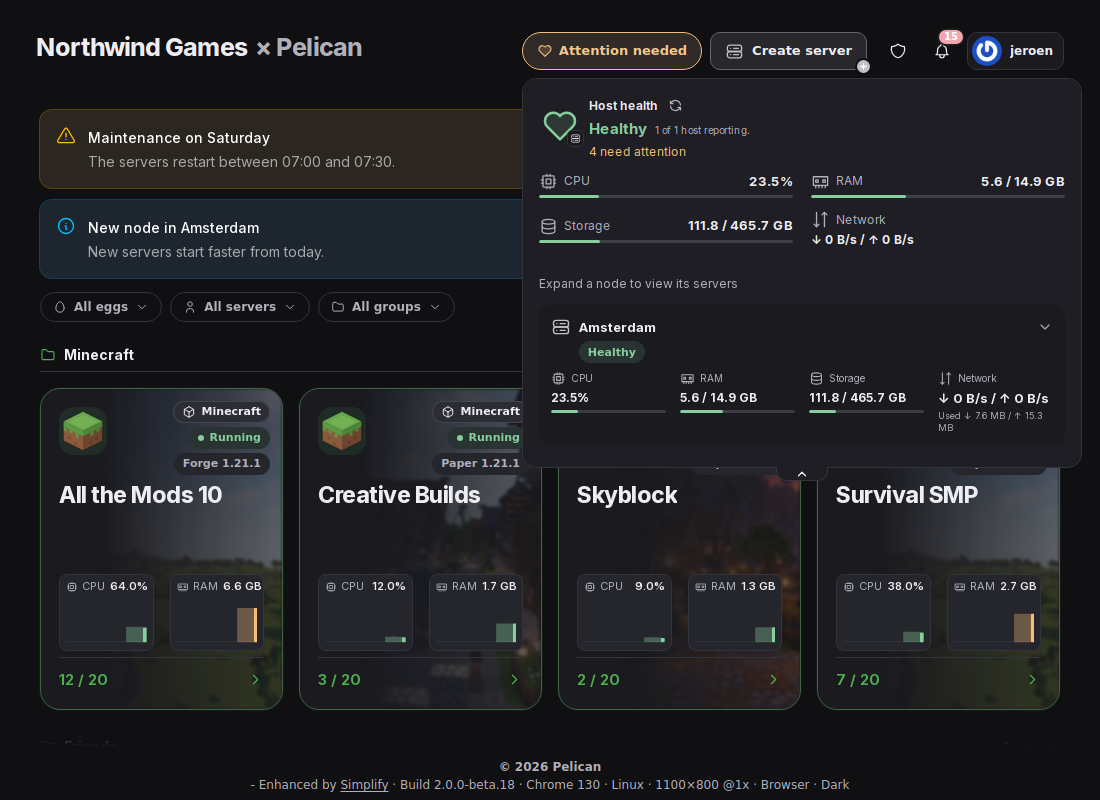 Northwind Games × Pelican
Attention needed
Create server
15
jeroen
Maintenance on Saturday
The servers restart between 07:00 and 07:30.
New node in Amsterdam
New servers start faster from today.
Host health
Healthy 1 of 1 host reporting.
4 need attention
CPU 23.5%
RAM 5.6 / 14.9 GB
Storage 111.8 / 465.7 GB
Network
↓ 0 B/s / ↑ 0 B/s
Expand a node to view its servers
Amsterdam
Healthy
CPU
23.5%
RAM
5.6 / 14.9 GB
Storage
111.8 / 465.7 GB
Network
↓ 0 B/s / ↑ 0 B/s
Used ↓ 7.6 MB / ↑ 15.3
MB
All eggs
All servers
All groups
Minecraft
Minecraft
Running
Forge 1.21.1
All the Mods 10
CPU 64.0%
RAM 6.6 GB
12 / 20
Minecraft
Running
Paper 1.21.1
Creative Builds
CPU 12.0%
RAM 1.7 GB
3 / 20
Skyblock
CPU 9.0%
RAM 1.3 GB
2 / 20
Survival SMP
CPU 38.0%
RAM 2.7 GB
7 / 20
Friends
© 2026 Pelican
- Enhanced by Simplify · Build 2.0.0-beta.18 · Chrome 130 · Linux · 1100×800 @1x · Browser · Dark